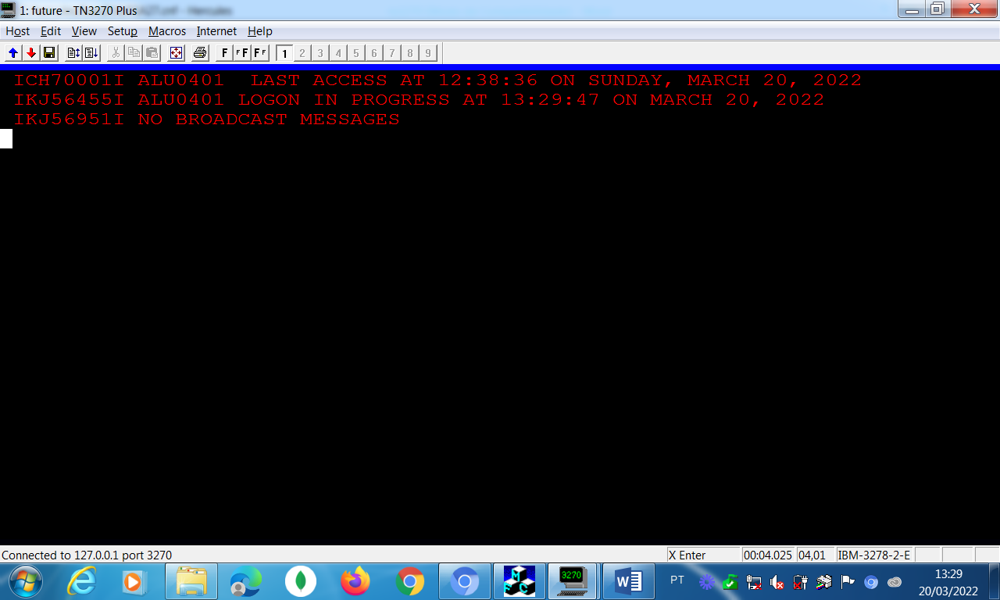 1: future - TN3270 Plus
Host Edit View Setup Macros Internet Help
F FF FF 1 2 3 4 5 6 7 8 9
ICH70001I ALU0401  LAST ACCESS AT 12:38:36 ON SUNDAY, MARCH 20, 2022
IKJ56455I ALU0401 LOGON IN PROGRESS AT 13:29:47 ON MARCH 20, 2022
IKJ56951I NO BROADCAST MESSAGES
Connected to 127.0.0.1 port 3270
X Enter 00:04.025 04,01 IBM-3278-2-E
3270
PT
13:29
20/03/2022